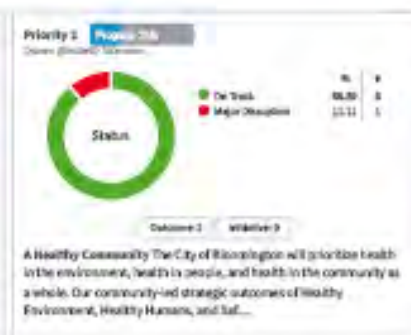 Priority 1 Progress
Owner:
% #
On Track 88.89 8
Major Disruption 11.11 1
Status
Outcome: Initiative: 9
A Healthy Community The City of Bloomington will prioritize health
in the environment, health in people, and health in the community as
a whole. Our community-led strategic outcomes of Healthy
Environment, Healthy Humans, and Saf...